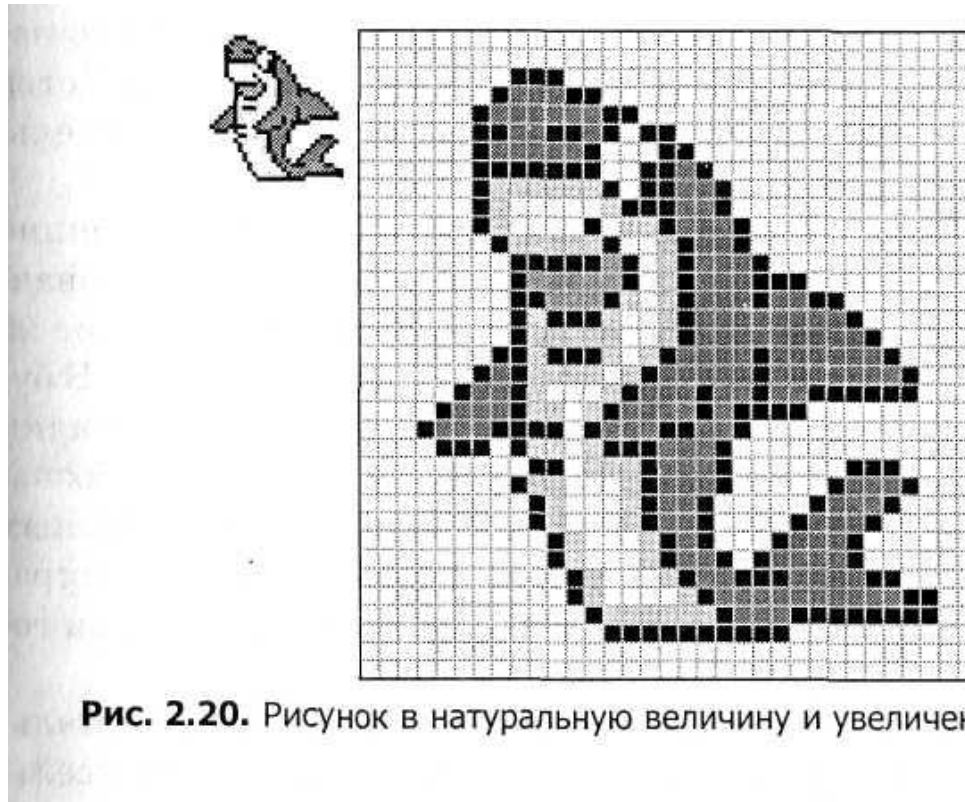 Рис. 2.20. Рисунок в натуральную величину и увеличен